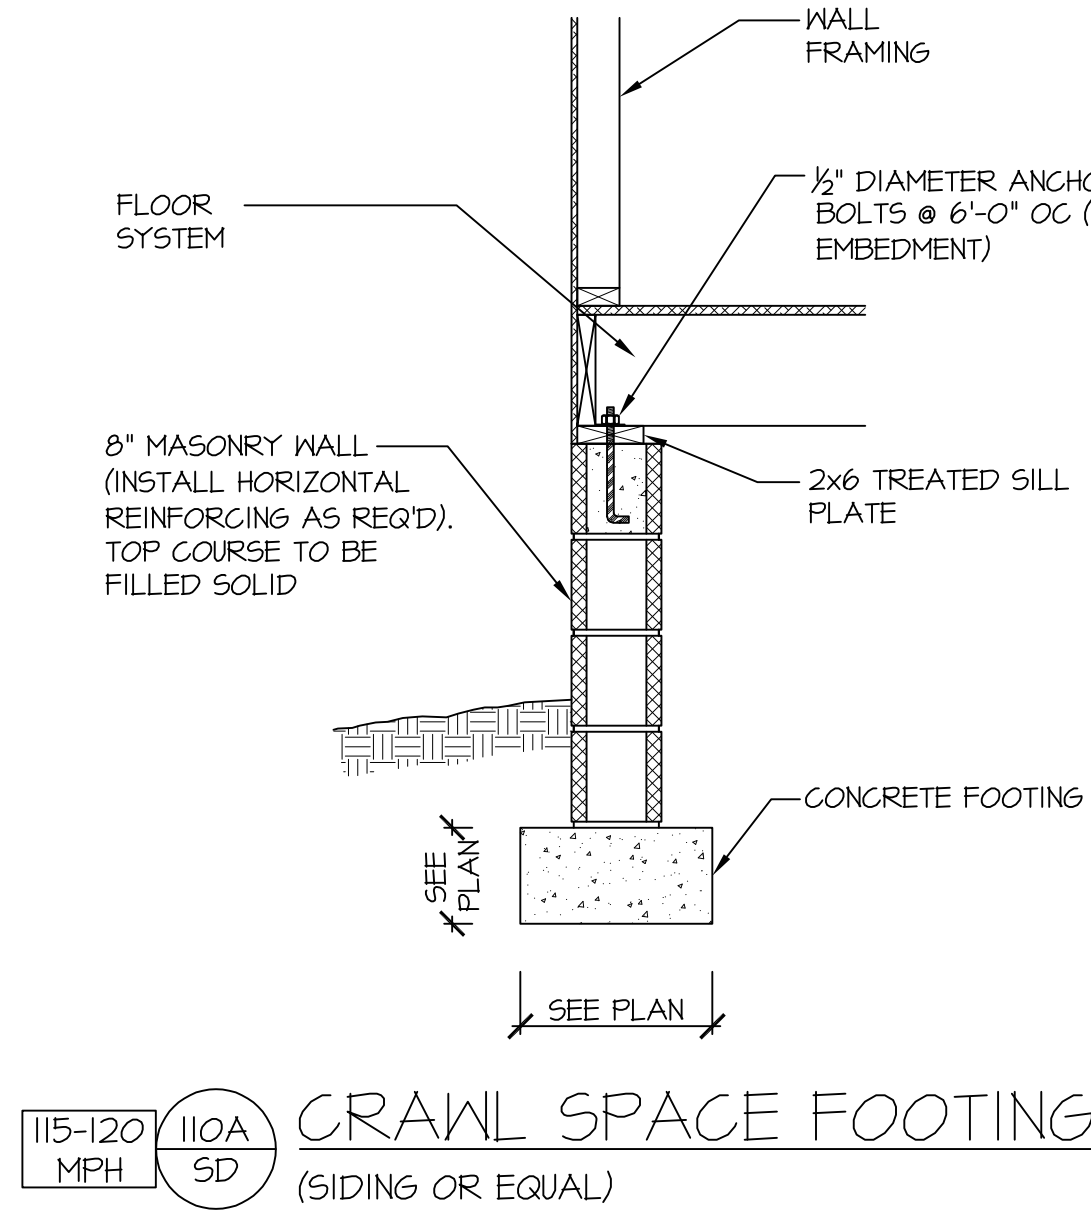 WALL
FRAMING
½" DIAMETER
BOLTS @ 6'-0" OC (
EMBEDMENT)
FLOOR
SYSTEM
8" MASONRY WALL
(INSTALL HORIZONTAL
REINFORCING AS REQ'D).
TOP COURSE TO BE
FILLED SOLID
2x6 TREATED SILL
PLATE
CONCRETE FOOTING
SEE
PLAN
SEE PLAN
115-120
MPH
110A
SD
CRAWL SPACE FOOTING
(SIDING OR EQUAL)